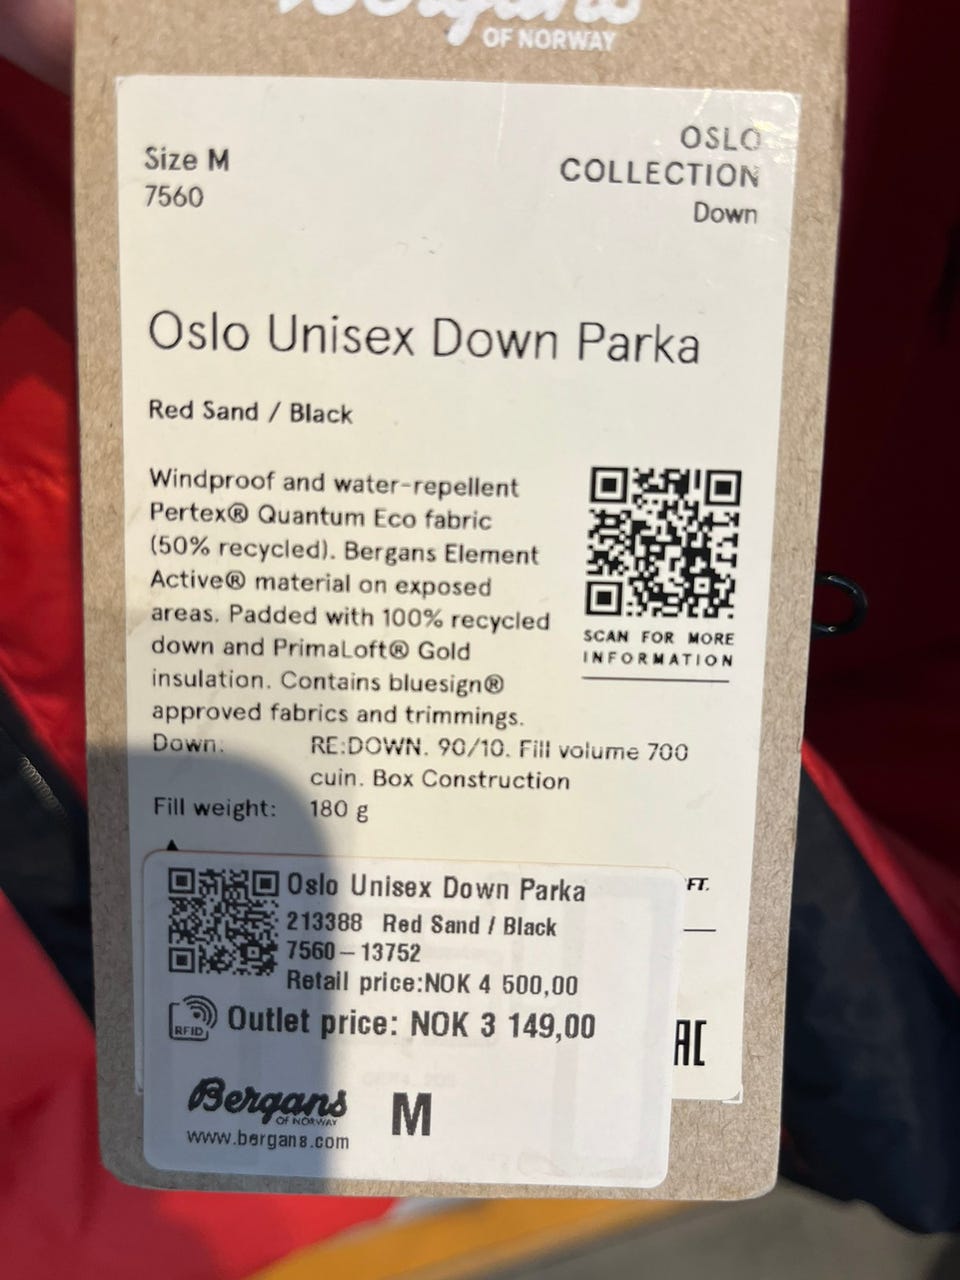 Bergans
OF NORWAY
Size M
7560
OSLO
COLLECTION
Down
Oslo Unisex Down Parka
Red Sand / Black
Windproof and water-repellent
Pertex® Quantum Eco fabric
(50% recycled). Bergans Element
Active® material on exposed
areas. Padded with 100% recycled
down and PrimaLoft® Gold
insulation. Contains bluesign®
approved fabrics and trimmings.
SCAN FOR MORE
INFORMATION
Down: RE:DOWN. 90/10. Fill volume 700
cuin. Box Construction
Fill weight: 180 g
FT.
Oslo Unisex Down Parka
213388 Red Sand / Black
7560-13752
Retail price:NOK 4 500,00
RFID
Outlet price: NOK 3 149,00
Bergans
OF NORWAY
www.bergans.com
M